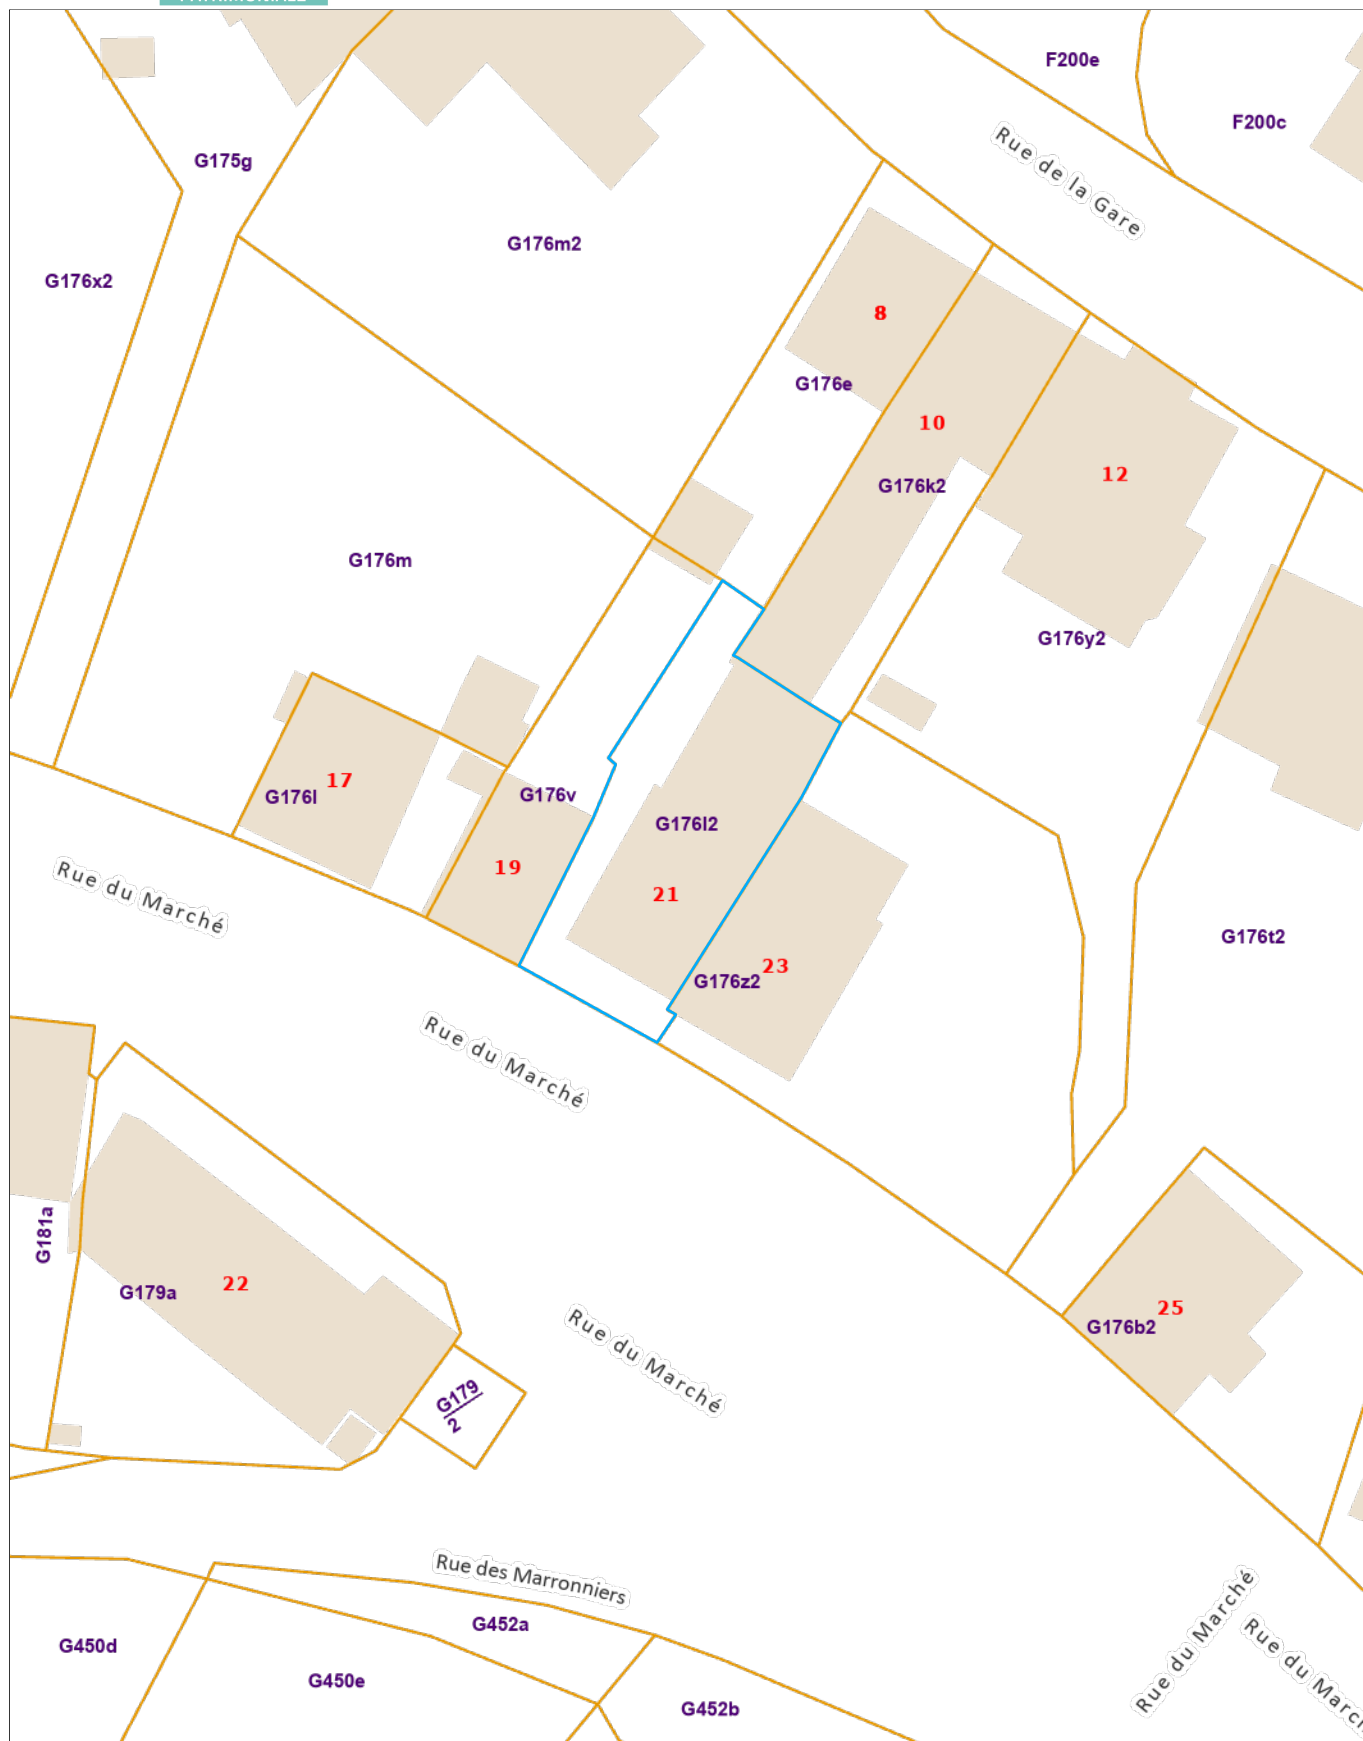 F200e
F200c
Rue de la Gare
G175g
G176m2
G176x2
8
G176e
10
12
G176k2
G176m
G176y2
17
G176l
G176v
G176l2
19
21
Rue du Marché
G176t2
23
G176z2
Rue du Marché
G181a
22
G179a
25
G176b2
Rue du Marché
G179
2
Rue des Marronniers
G452a
G450d
G450e
G452b
Rue du Marché
Rue du